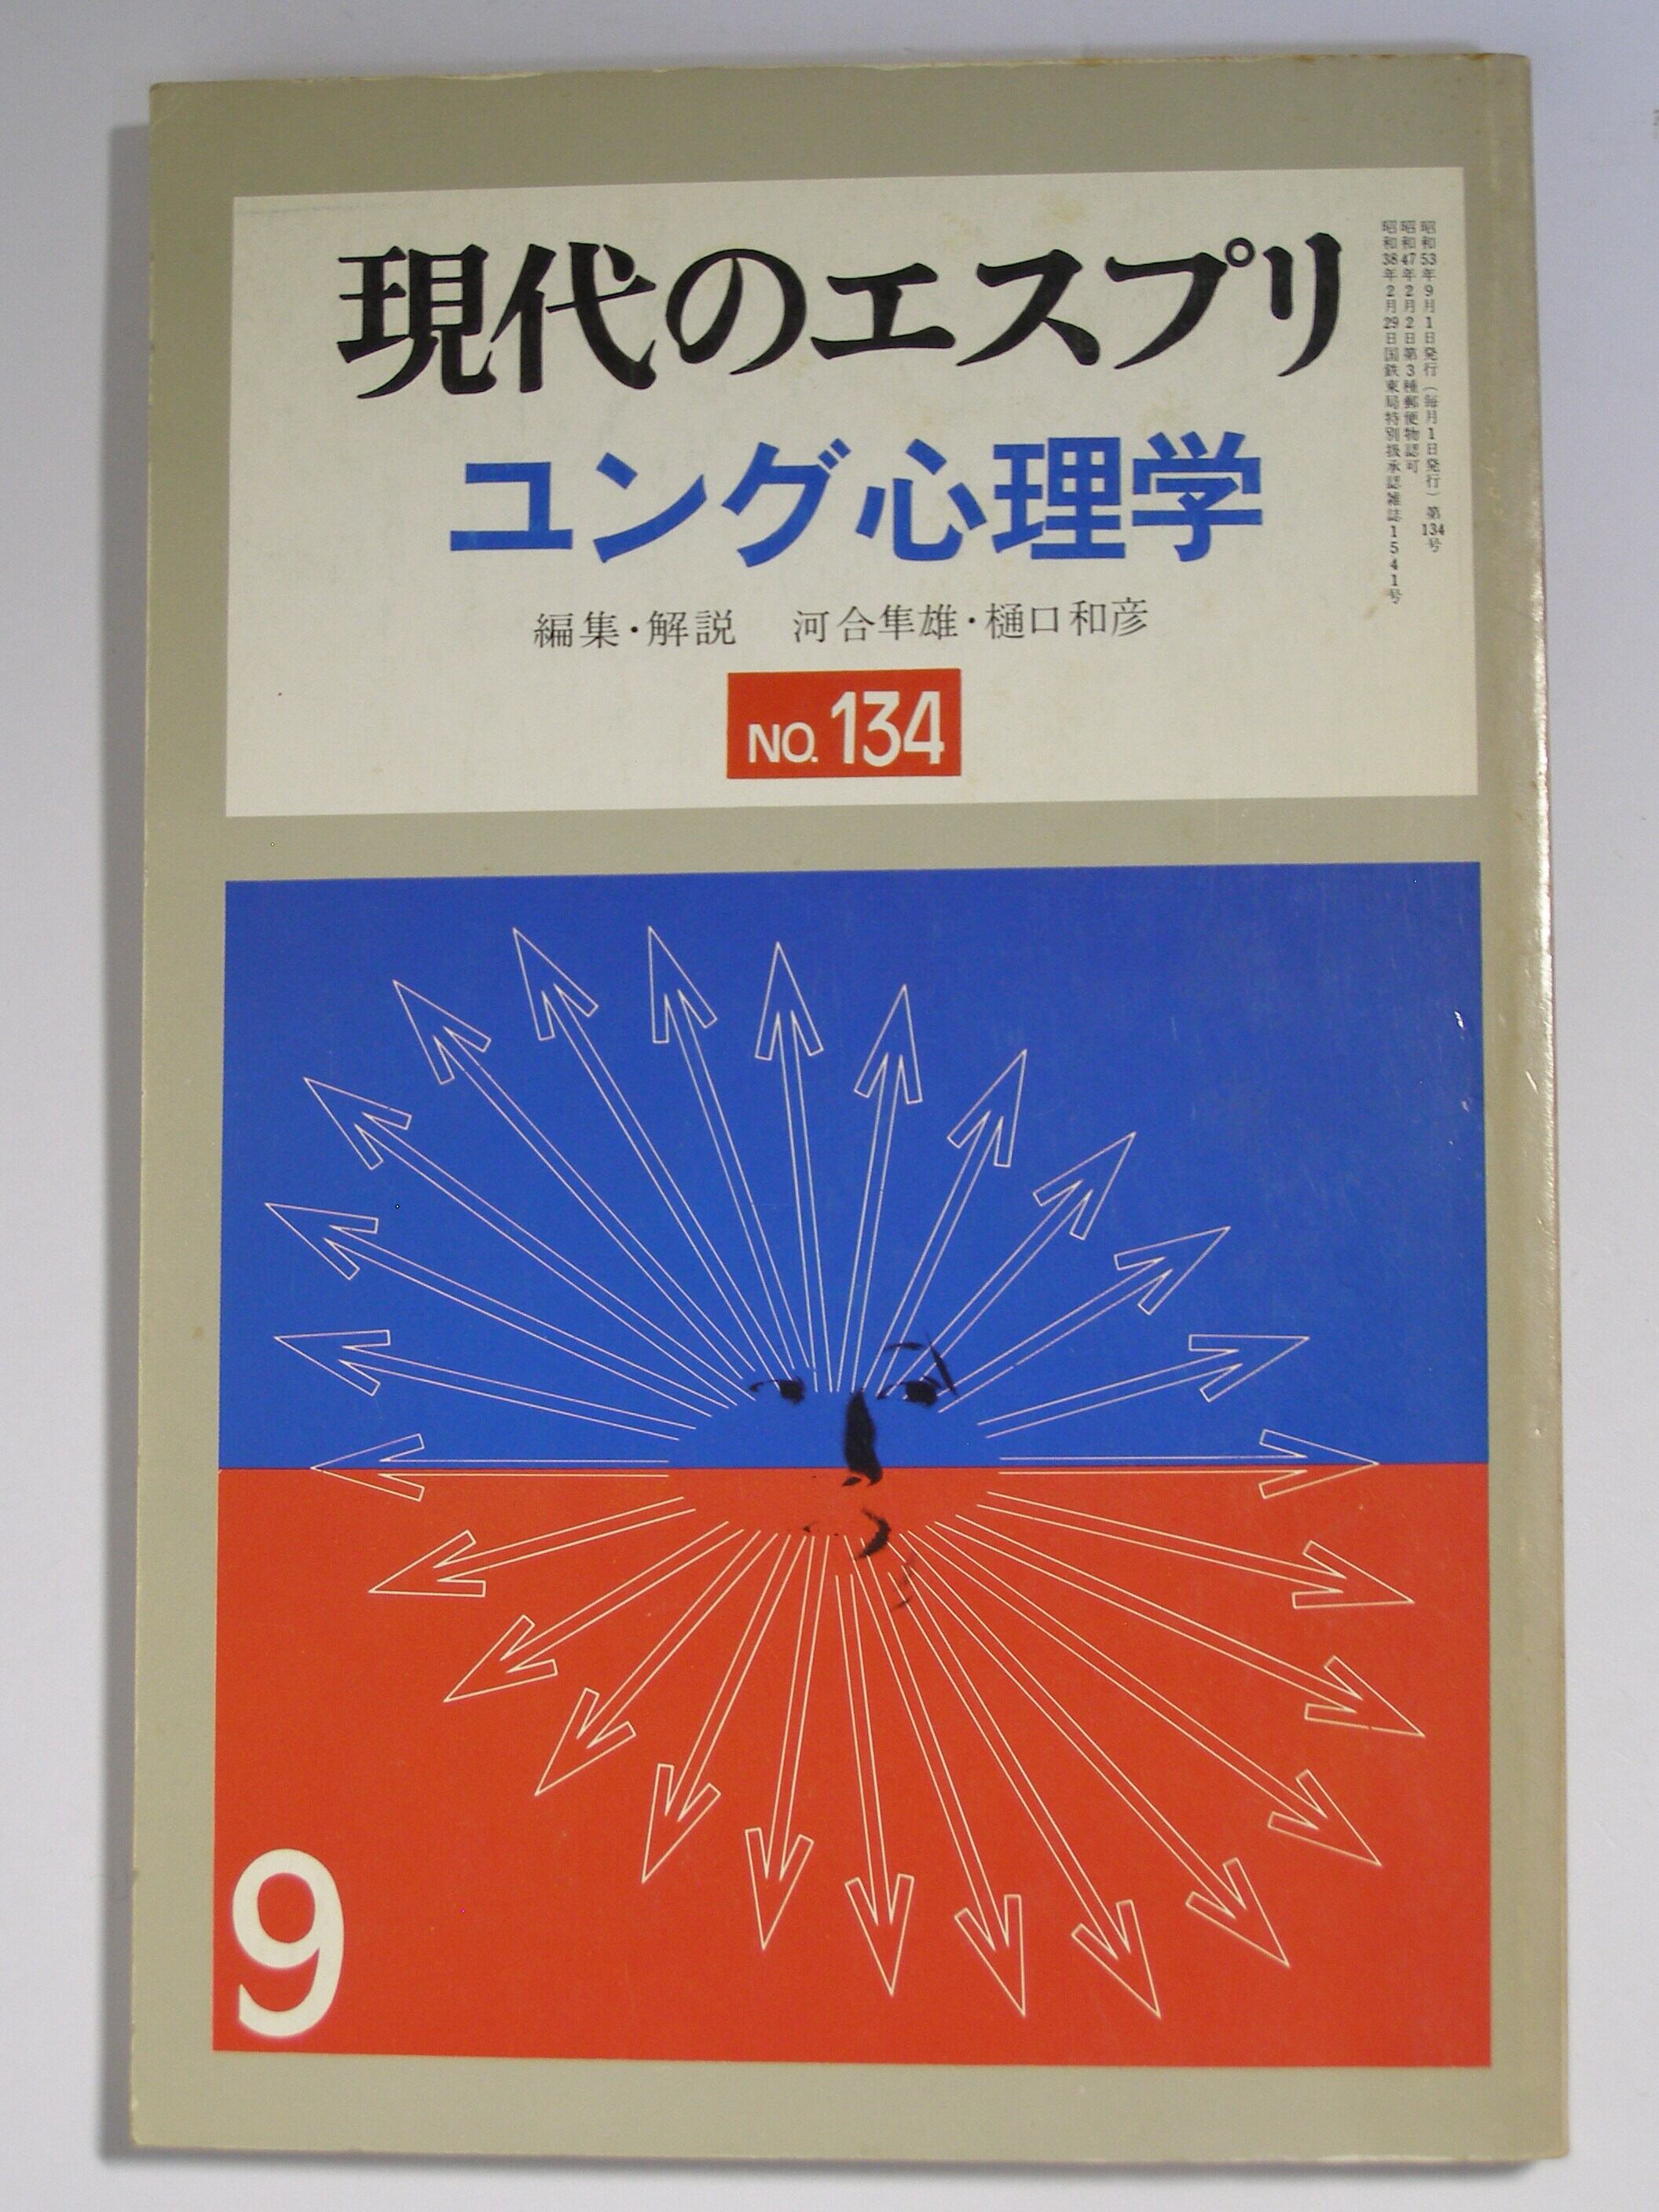 現代のエスプリ
ユング心理学
編集・解説　河合隼雄・樋口和彦
NO. 134
昭和53年9月1日発行（毎月1日発行）第134号
昭和47年2月2日第3種郵便物認可
昭和38年2月29日国鉄東局特別扱承認雑誌1541号
9